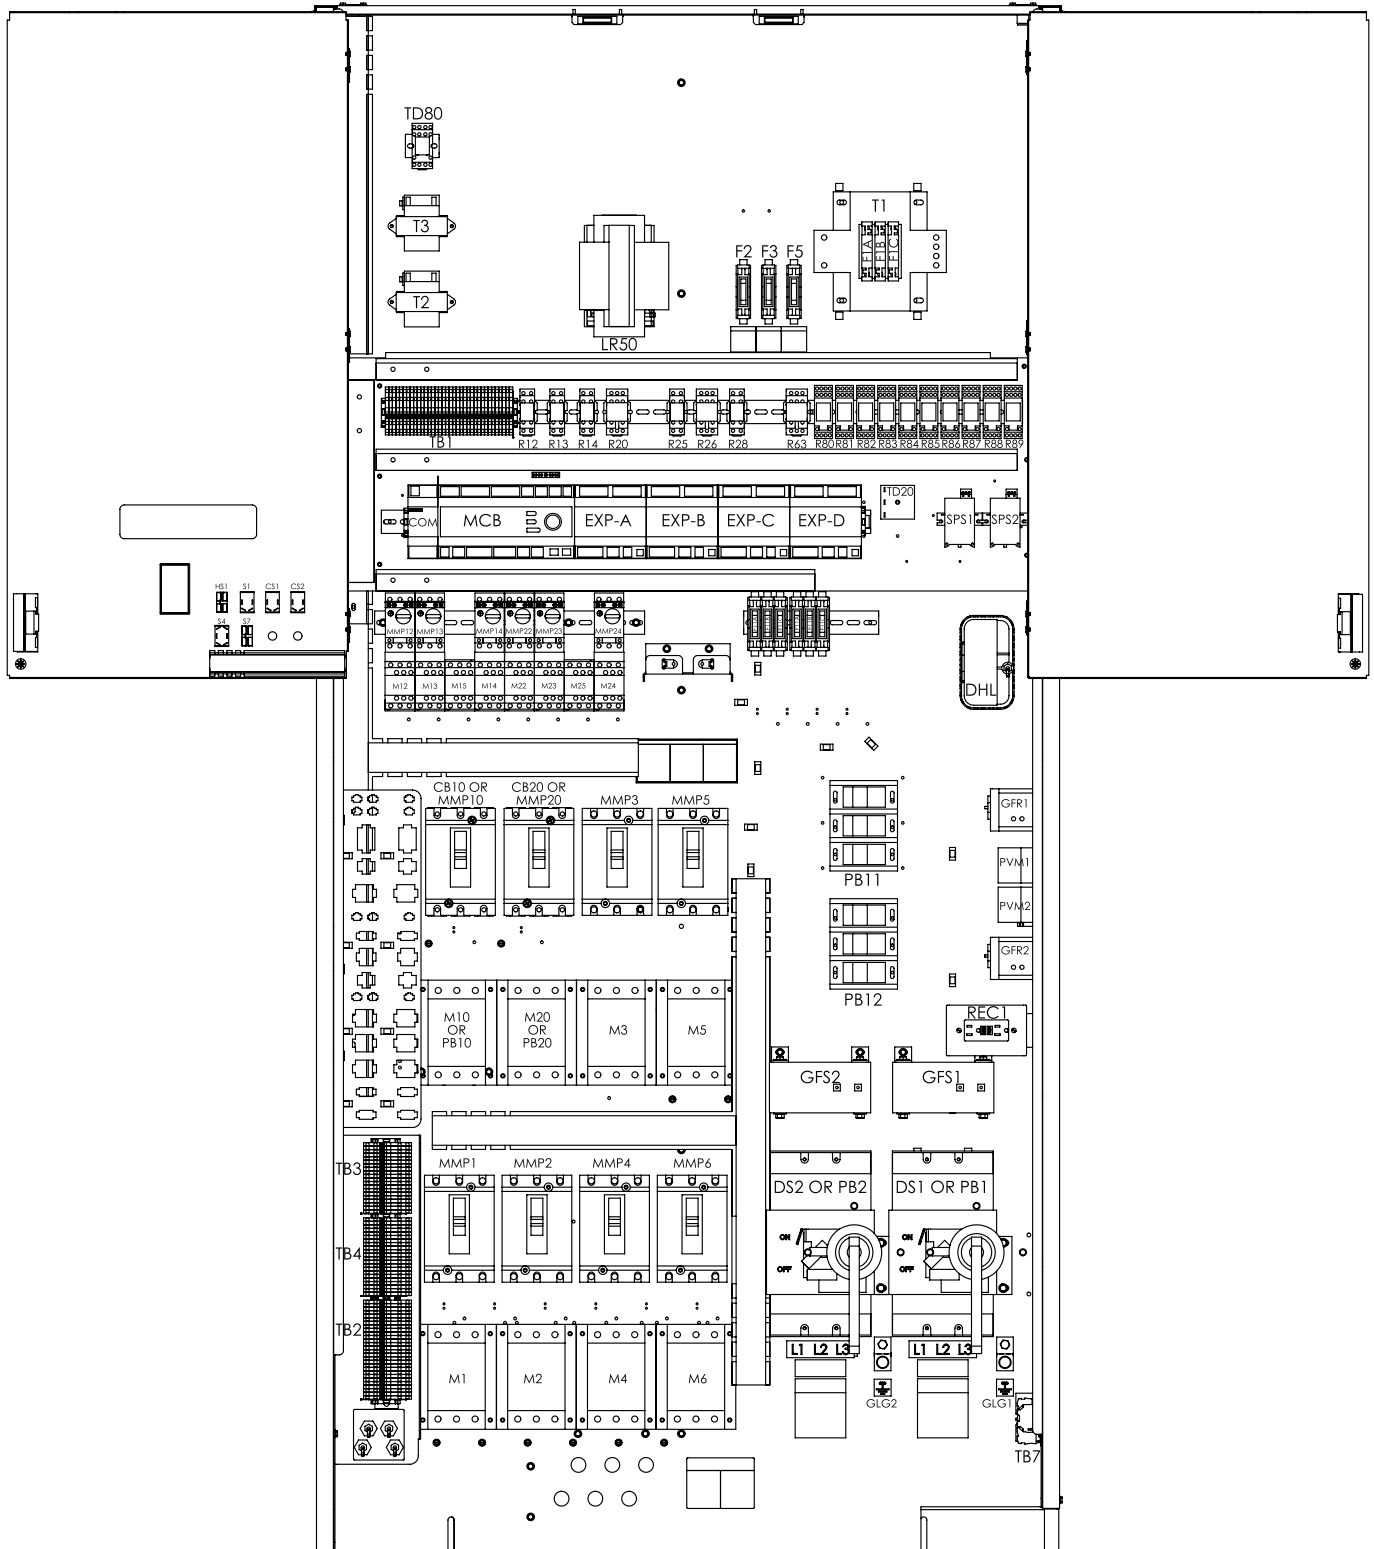 TD80
T3
T1
F1A F1B F1C
F2 F3 F5
T2
LR50
TB1 R12 R13 R14 R20 R25 R26 R28 R63 R80 R81 R82 R83 R84 R85 R86 R87 R88 R89
COM MCB EXP-A EXP-B EXP-C EXP-D TD20 SPS1 SPS2
HS1 S1 CS1 CS2
S4 S7
MMP12 MMP13 MMP14 MMP22 MMP23 MMP24
M12 M13 M15 M14 M22 M23 M25 M24
DHL
CB10 OR
MMP10
CB20 OR
MMP20
MMP3 MMP5
GFR1
PVM1
PB11
PVM2
GFR2
PB12
REC1
M10
OR
PB10
M20
OR
PB20
M3 M5
GFS2 GFS1
TB3
MMP1 MMP2 MMP4 MMP6
DS2 OR PB2 DS1 OR PB1
ON ON
OFF OFF
TB4
TB2
L1 L2 L3 L1 L2 L3
M1 M2 M4 M6
GLG2 GLG1
TB7